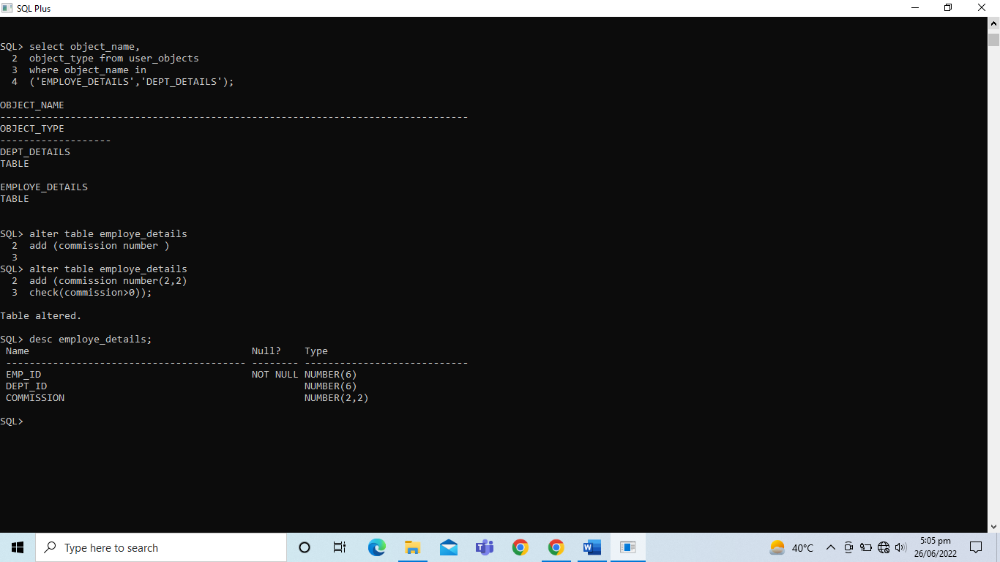 SQL Plus
SQL> select object_name,
  2  object_type from user_objects
  3  where object_name in
  4  ('EMPLOYE_DETAILS','DEPT_DETAILS');
OBJECT_NAME
--------------------------------------------------------------------------------
OBJECT_TYPE
-------------------
DEPT_DETAILS
TABLE
EMPLOYE_DETAILS
TABLE
SQL> alter table employe_details
  2  add (commission number )
  3
SQL> alter table employe_details
  2  add (commission number(2,2)
  3  check(commission>0));
Table altered.
SQL> desc employe_details;
 Name                                      Null?    Type
 ----------------------------------------- -------- ----------------------------
 EMP_ID                                    NOT NULL NUMBER(6)
 DEPT_ID                                            NUMBER(6)
 COMMISSION                                         NUMBER(2,2)
SQL>
Type here to search
40°C
5:05 pm
26/06/2022